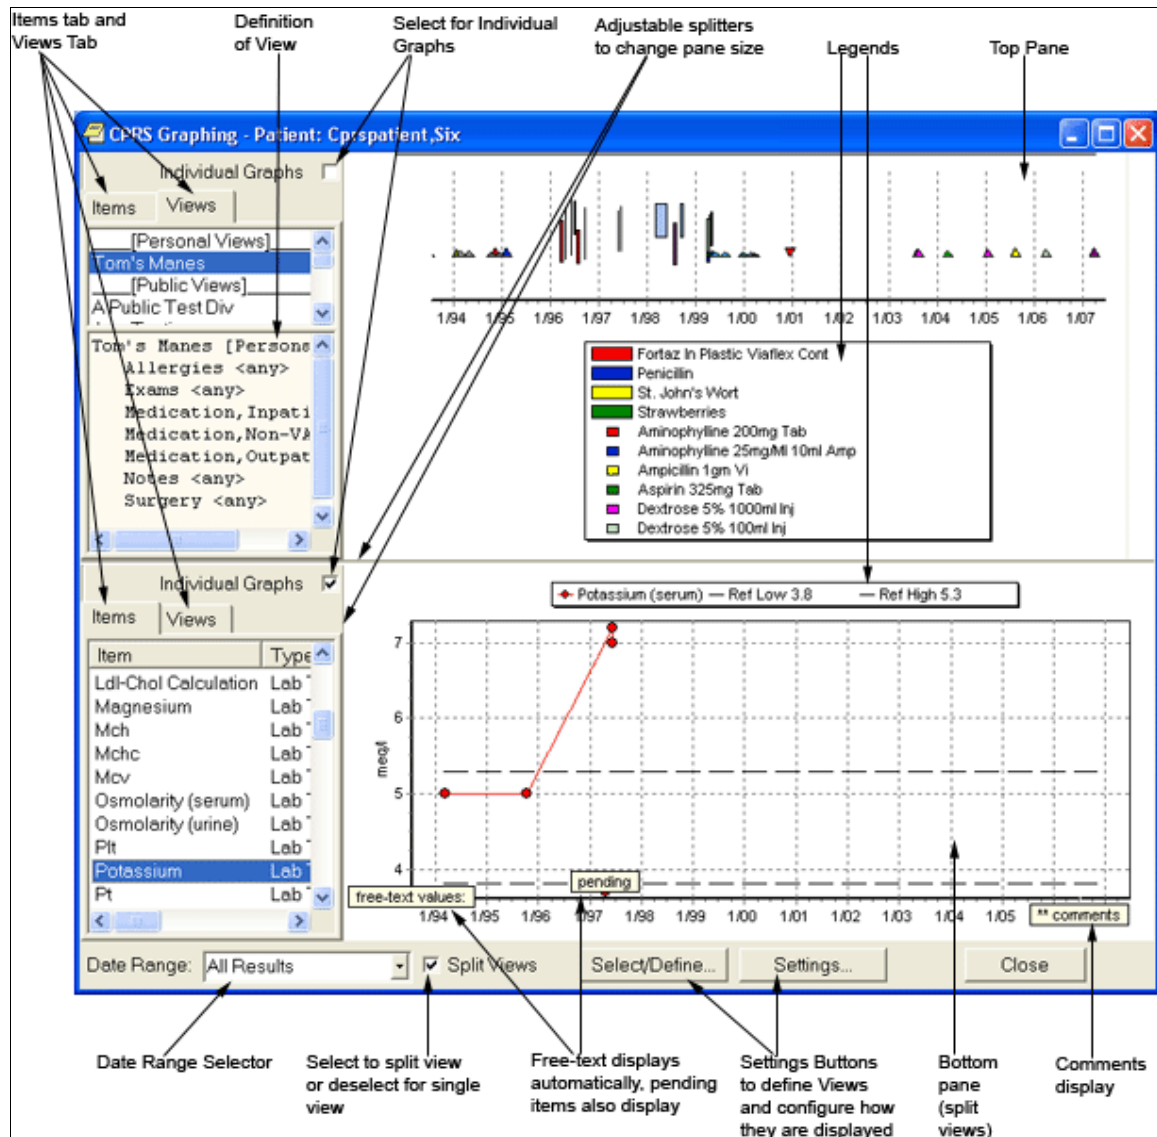 Items tab and
Views Tab
Definition
of View
Select for Individual
Graphs
Adjustable splitters
to change pane size
Legends
Top Pane
CPRS Graphing - Patient: Cprspatient,Six
Individual Graphs
Items
Views
[Personal Views]
Tom's Manes
[Public Views]
A Public Test Div
Tom's Manes [Persona
Allergies <any>
Exams <any>
Medication,Inpati
Medication,Non-VA
Medication,Outpat
Notes <any>
Surgery <any>
1/94 1/95 1/96 1/97 1/98 1/99 1/00 1/01 1/02 1/03 1/04 1/05 1/06 1/07
Fortaz In Plastic Viaflex Cont
Penicillin
St. John's Wort
Strawberries
Aminophylline 200mg Tab
Aminophylline 25mg/Ml 10ml Amp
Ampicillin 1gm Vi
Aspirin 325mg Tab
Dextrose 5% 1000ml Inj
Dextrose 5% 100ml Inj
Individual Graphs
Items
Views
Item Type
Ldl-Chol Calculation Lab T
Magnesium Lab T
Mch Lab T
Mchc Lab T
Mcv Lab T
Osmolarity (serum) Lab T
Osmolarity (urine) Lab T
Plt Lab T
Potassium Lab T
Pt Lab T
Potassium (serum) — Ref Low 3.8 — Ref High 5.3
7
6
5
4
meq/l
pending
free-text values:
1/94 1/95 1/96 1/97 1/98 1/99 1/00 1/01 1/02 1/03 1/04 1/05
** comments
Date Range: All Results
Split Views
Select/Define...
Settings...
Close
Date Range Selector
Select to split view
or deselect for single
view
Free-text displays
automatically, pending
items also display
Settings Buttons
to define Views
and configure how
they are displayed
Bottom
pane
(split
views)
Comments
display